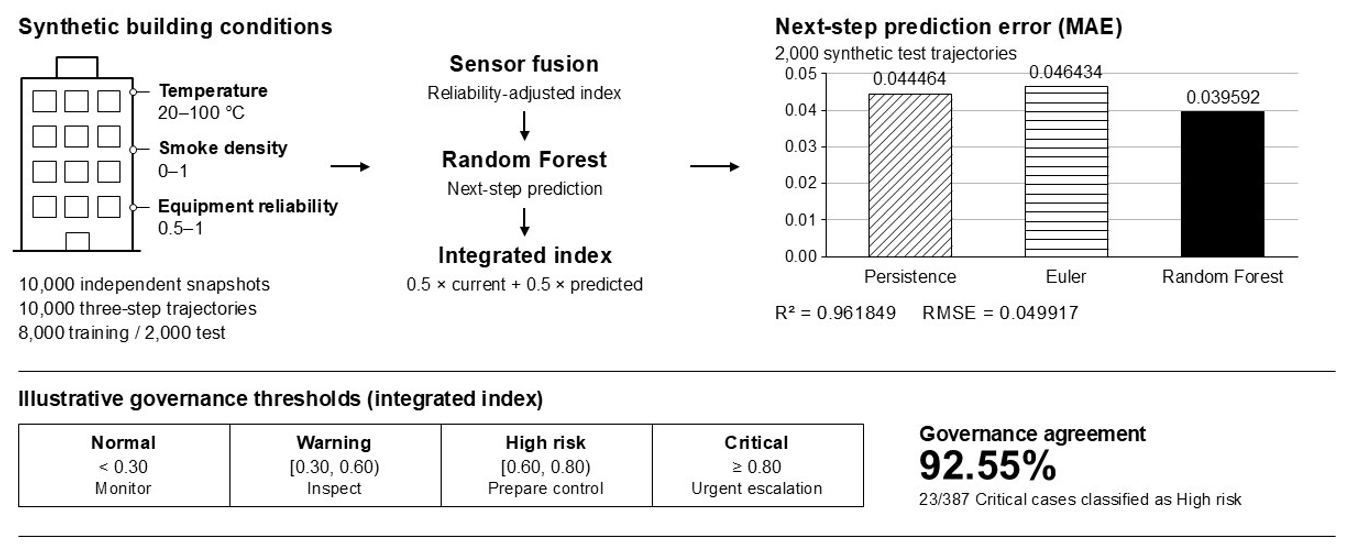 Synthetic building conditions
Temperature
20–100 °C
Smoke density
0–1
Equipment reliability
0.5–1
10,000 independent snapshots
10,000 three-step trajectories
8,000 training / 2,000 test
Sensor fusion
Reliability-adjusted index
Random Forest
Next-step prediction
Integrated index
0.5 × current + 0.5 × predicted
Next-step prediction error (MAE)
2,000 synthetic test trajectories
0.05
0.04
0.03
0.02
0.01
0.00
0.044464
0.046434
0.039592
Persistence
Euler
Random Forest
R² = 0.961849 RMSE = 0.049917
Illustrative governance thresholds (integrated index)
Normal
< 0.30
Monitor
Warning
[0.30, 0.60)
Inspect
High risk
[0.60, 0.80)
Prepare control
Critical
≥ 0.80
Urgent escalation
Governance agreement
92.55%
23/387 Critical cases classified as High risk